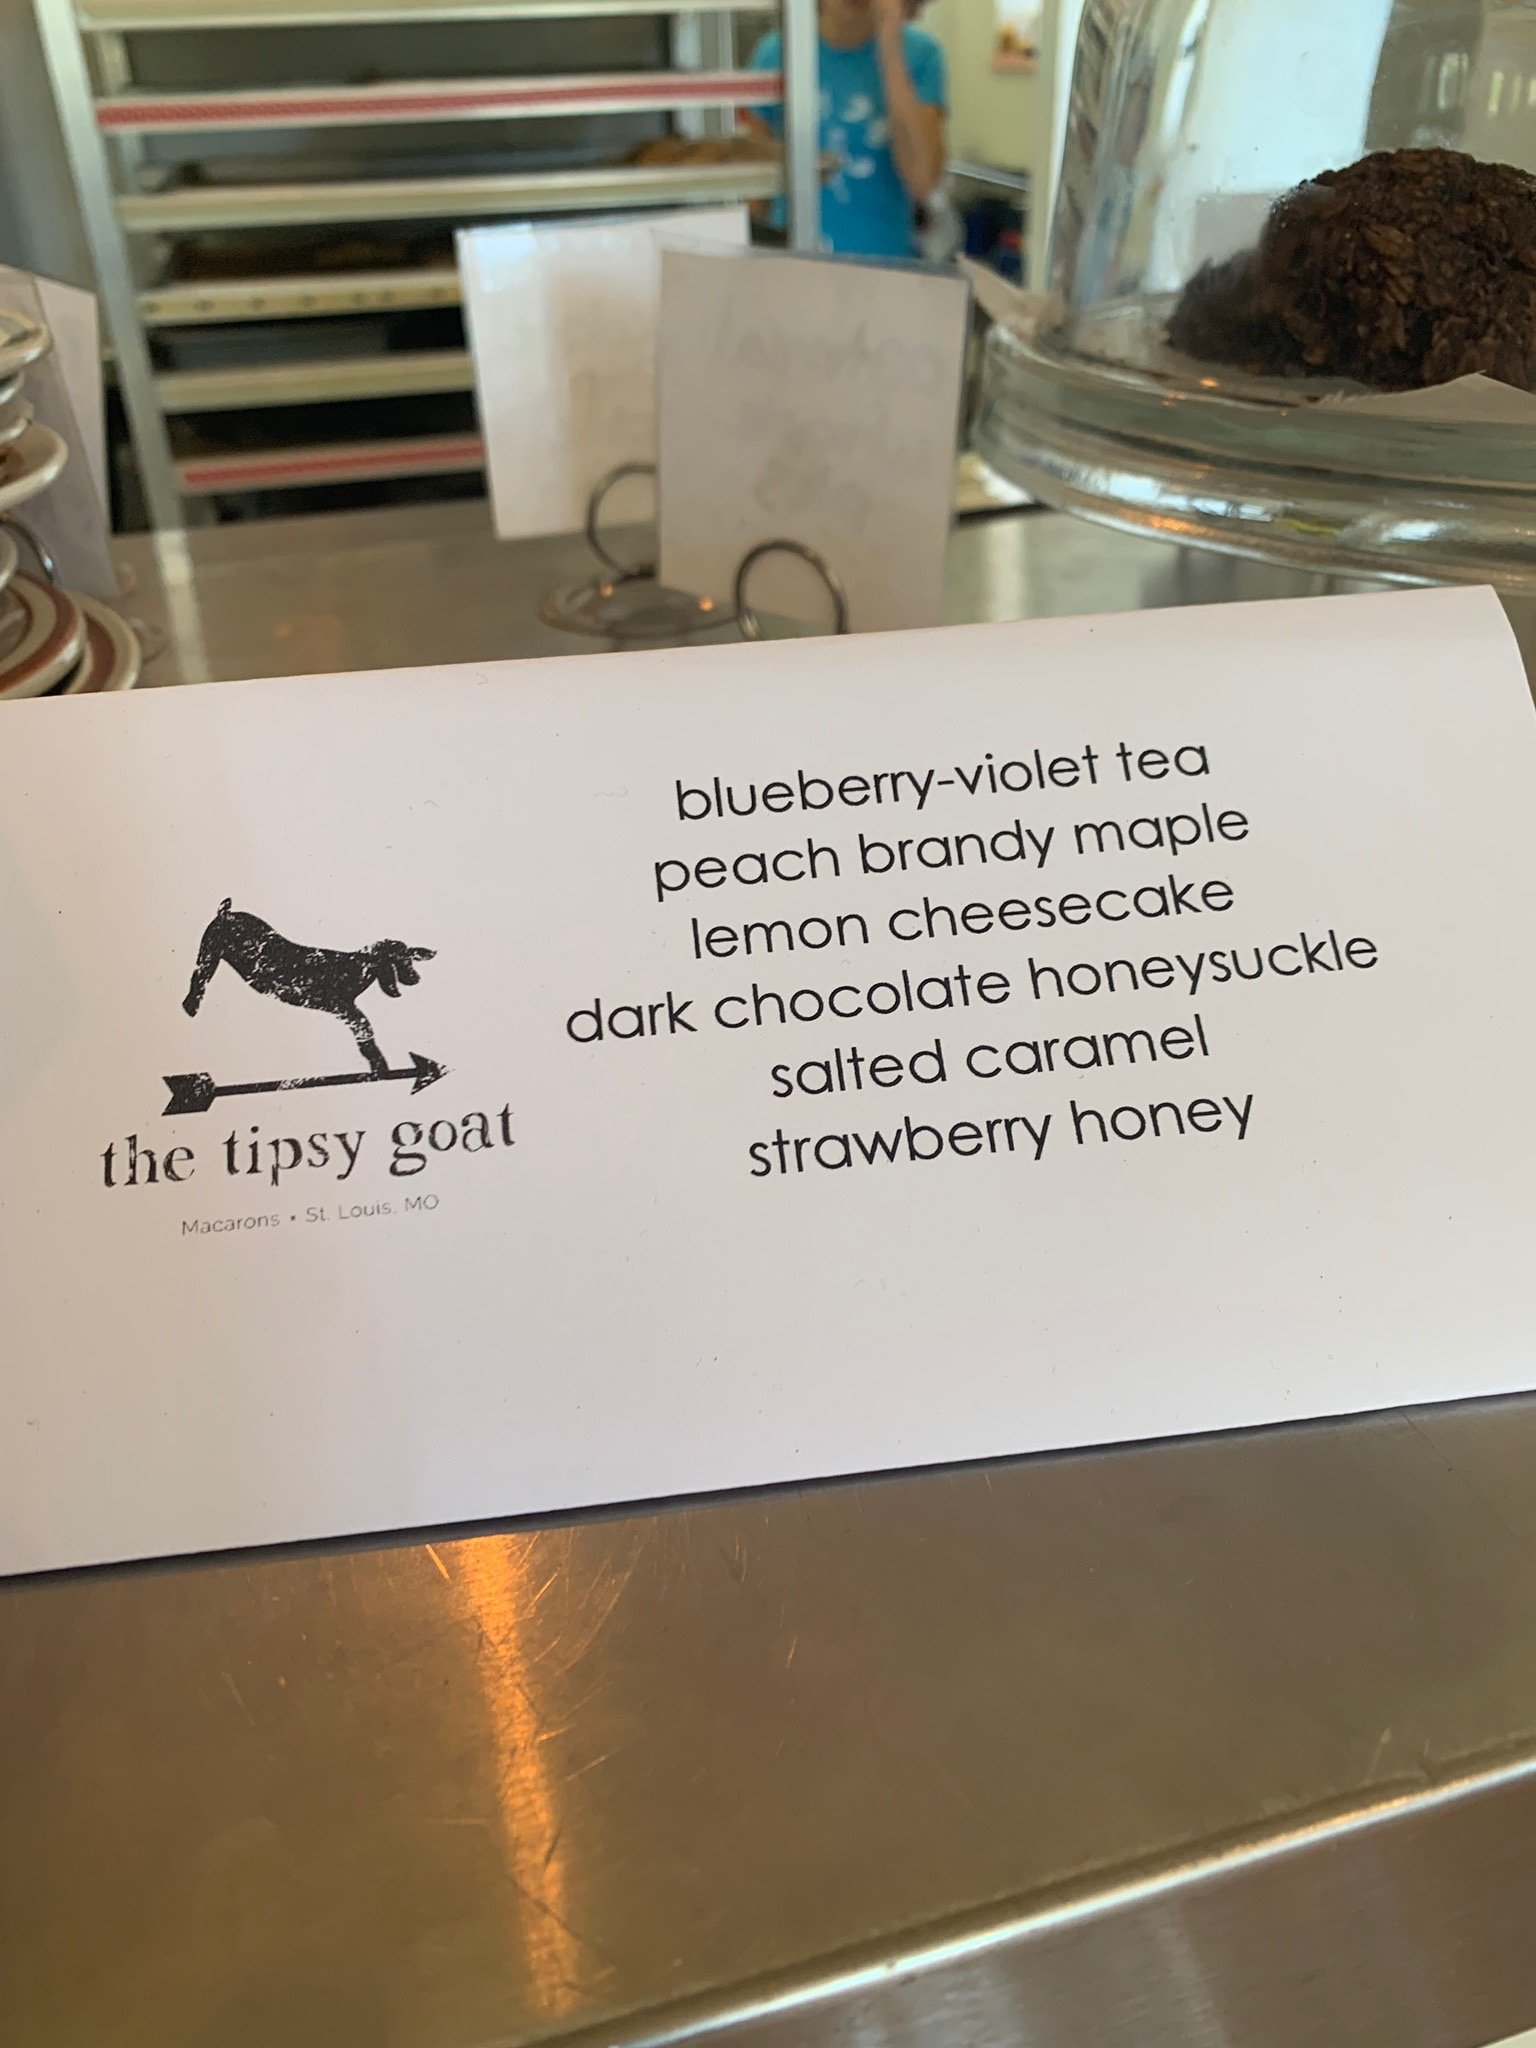 blueberry-violet tea
peach brandy maple
lemon cheesecake
dark chocolate honeysuckle
salted caramel
strawberry honey
the tipsy goat
Macarons • St. Louis, MO